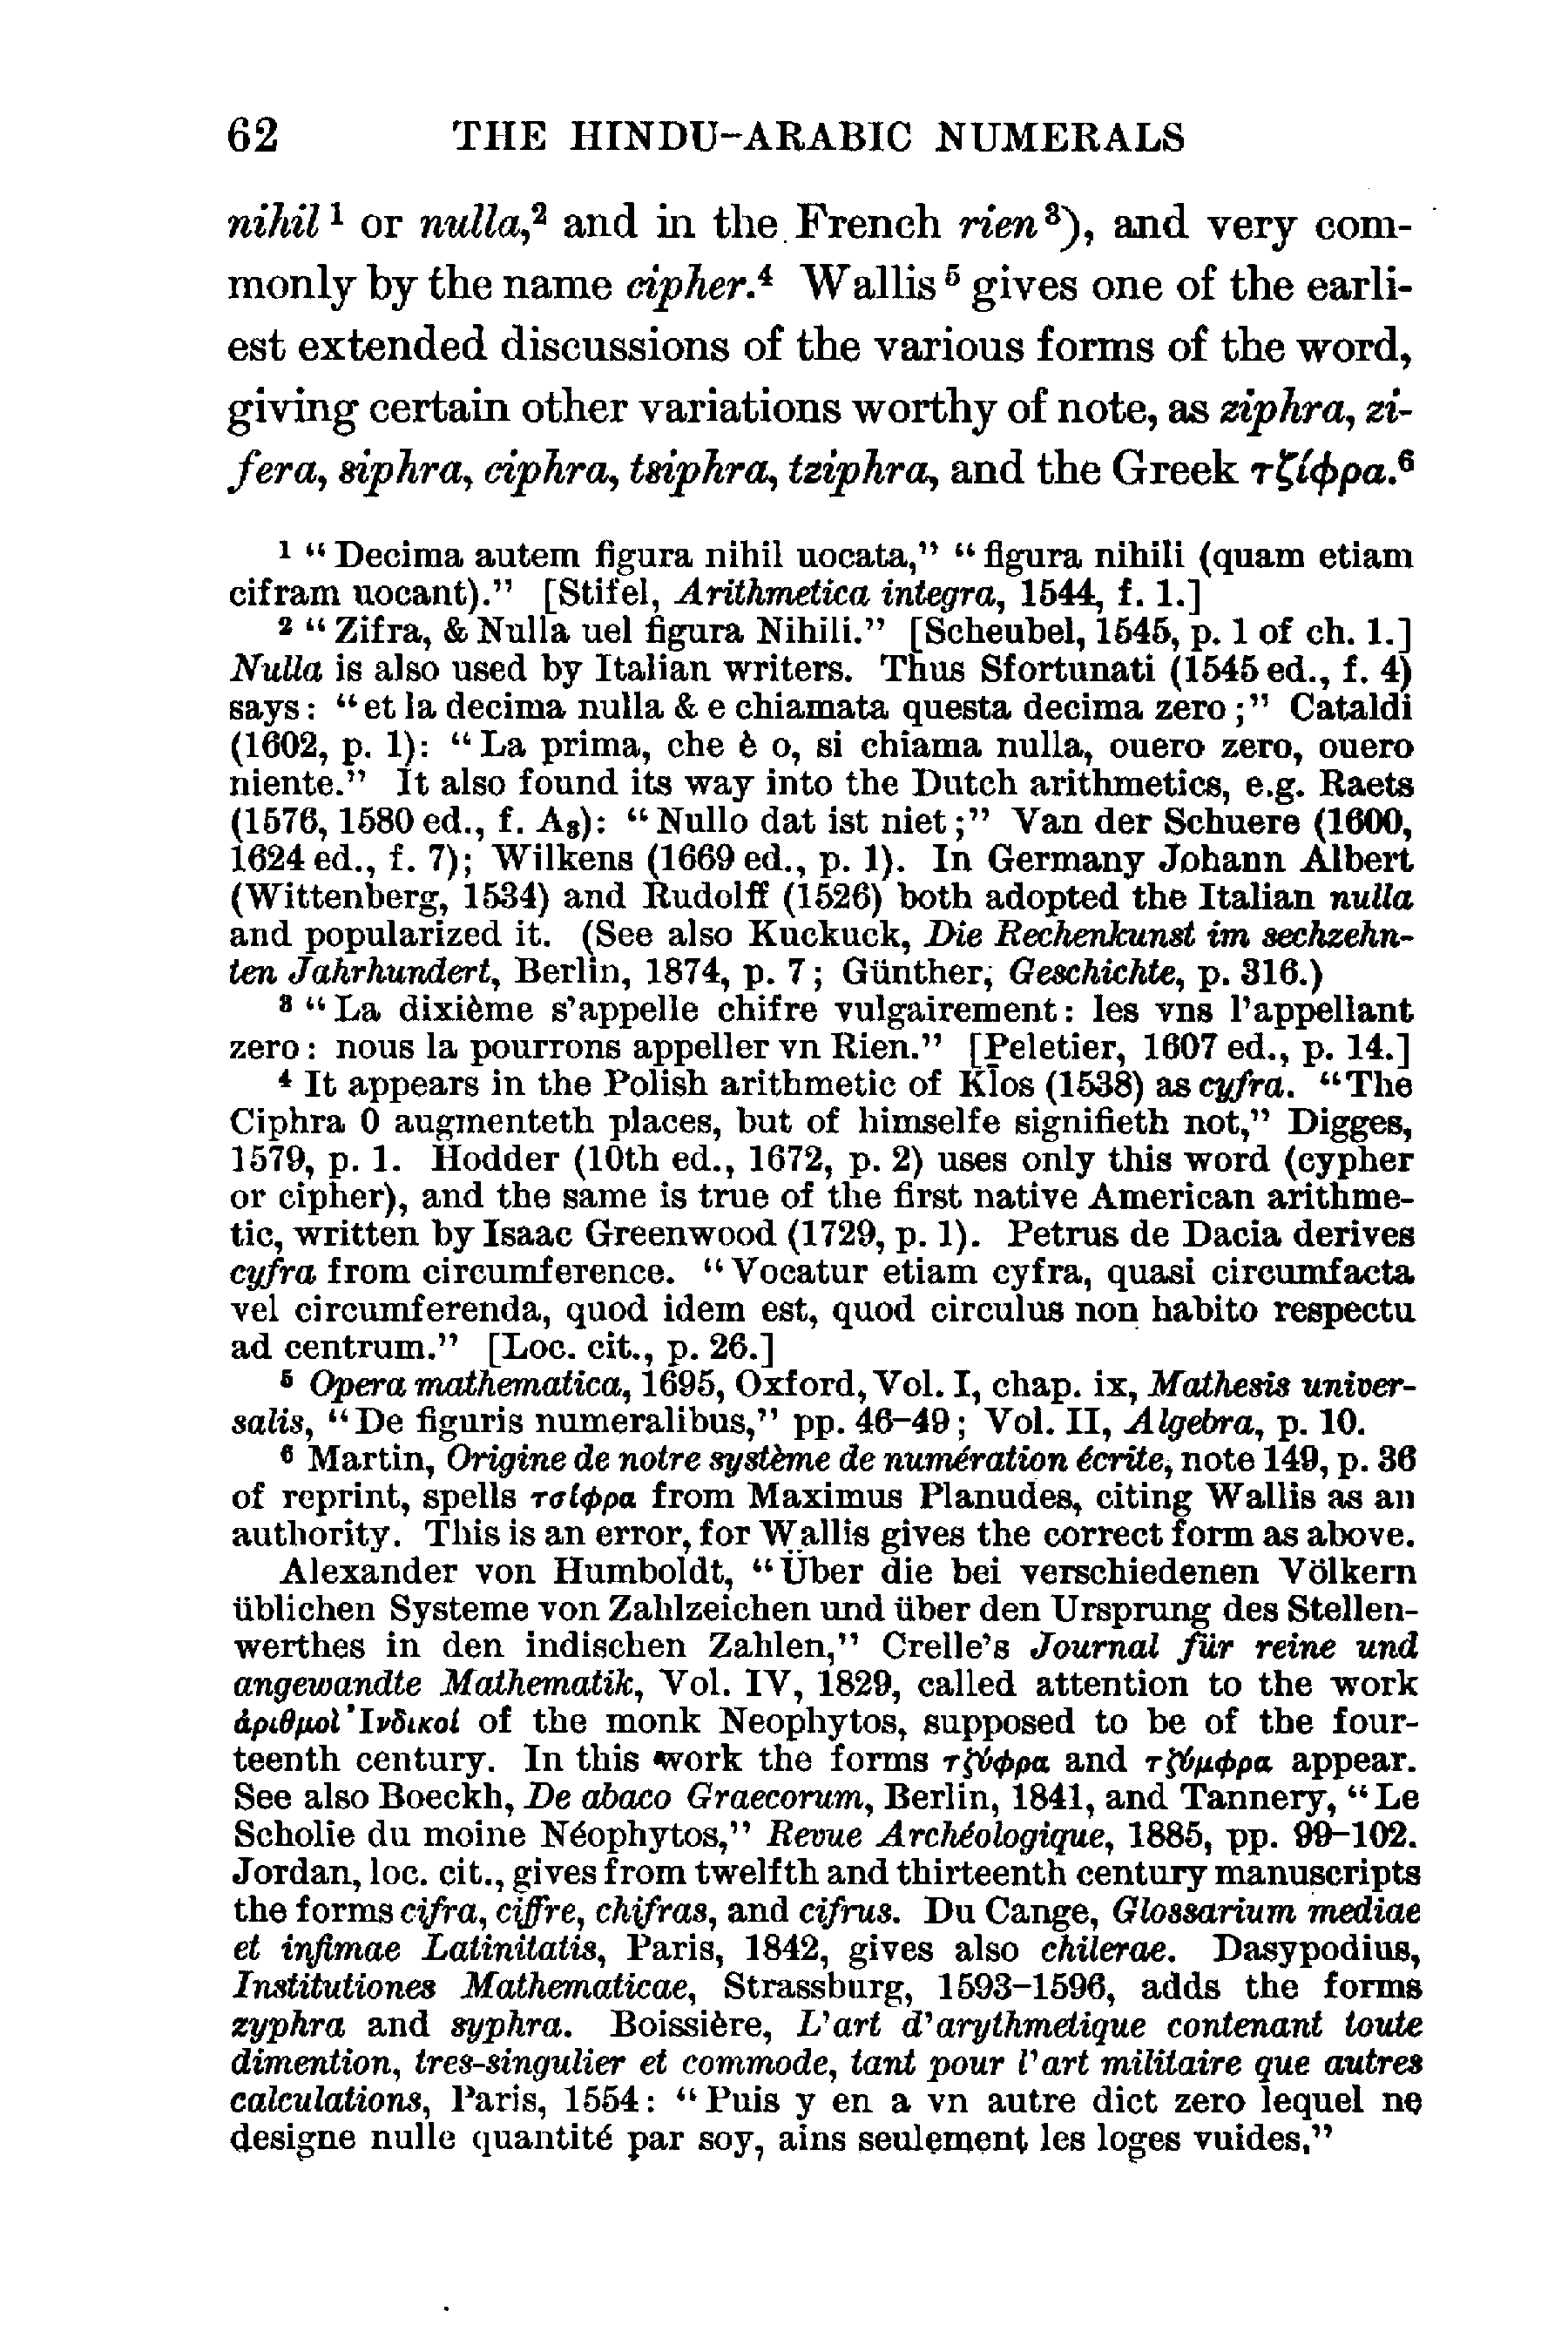 62 THE HINDU-ARABIC NUMERALS
nihil¹ or nulla,² and in the French rien³), and very com-
monly by the name cipher.⁴ Wallis⁵ gives one of the earli-
est extended discussions of the various forms of the word,
giving certain other variations worthy of note, as ziphra, zi-
fera, siphra, ciphra, tsiphra, tziphra, and the Greek τζίφρα.⁶
¹ "Decima autem figura nihil uocata," "figura nihili (quam etiam
cifram uocant)." [Stifel, Arithmetica integra, 1544, f. 1.]
² "Zifra, & Nulla uel figura Nihili." [Scheubel, 1545, p. 1 of ch. 1.]
Nulla is also used by Italian writers. Thus Sfortunati (1545 ed., f. 4)
says: "et la decima nulla & e chiamata questa decima zero;" Cataldi
(1602, p. 1): "La prima, che è o, si chiama nulla, ouero zero, ouero
niente." It also found its way into the Dutch arithmetics, e.g. Raets
(1576, 1580 ed., f. A₃): "Nullo dat ist niet;" Van der Schuere (1600,
1624 ed., f. 7); Wilkens (1669 ed., p. 1). In Germany Johann Albert
(Wittenberg, 1534) and Rudolff (1526) both adopted the Italian nulla
and popularized it. (See also Kuckuck, Die Rechenkunst im sechzehn-
ten Jahrhundert, Berlin, 1874, p. 7; Günther, Geschichte, p. 316.)
³ "La dixième s'appelle chifre vulgairement: les vns l'appellant
zero: nous la pourrons appeller vn Rien." [Peletier, 1607 ed., p. 14.]
⁴ It appears in the Polish arithmetic of Kłos (1538) as cyfra. "The
Ciphra 0 augmenteth places, but of himselfe signifieth not," Digges,
1579, p. 1. Hodder (10th ed., 1672, p. 2) uses only this word (cypher
or cipher), and the same is true of the first native American arithme-
tic, written by Isaac Greenwood (1729, p. 1). Petrus de Dacia derives
cyfra from circumference. "Vocatur etiam cyfra, quasi circumfacta
vel circumferenda, quod idem est, quod circulus non habito respectu
ad centrum." [Loc. cit., p. 26.]
⁵ Opera mathematica, 1695, Oxford, Vol. I, chap. ix, Mathesis univer-
salis, "De figuris numeralibus," pp. 46–49; Vol. II, Algebra, p. 10.
⁶ Martin, Origine de notre système de numération écrite, note 149, p. 36
of reprint, spells τσίφρα from Maximus Planudes, citing Wallis as an
authority. This is an error, for Wallis gives the correct form as above.
Alexander von Humboldt, "Über die bei verschiedenen Völkern
üblichen Systeme von Zahlzeichen und über den Ursprung des Stellen-
werthes in den indischen Zahlen," Crelle's Journal für reine und
angewandte Mathematik, Vol. IV, 1829, called attention to the work
ἀριθμοὶ Ἰνδικοί of the monk Neophytos, supposed to be of the four-
teenth century. In this work the forms τζύφρα and τζύμφρα appear.
See also Boeckh, De abaco Graecorum, Berlin, 1841, and Tannery, "Le
Scholie du moine Néophytos," Revue Archéologique, 1885, pp. 99–102.
Jordan, loc. cit., gives from twelfth and thirteenth century manuscripts
the forms cifra, ciffre, chifras, and cifrus. Du Cange, Glossarium mediae
et infimae Latinitatis, Paris, 1842, gives also chilerae. Dasypodius,
Institutiones Mathematicae, Strassburg, 1593–1596, adds the forms
zyphra and syphra. Boissière, L'art d'arythmetique contenant toute
dimention, tres-singulier et commode, tant pour l'art militaire que autres
calculations, Paris, 1554: "Puis y en a vn autre dict zero lequel ne
designe nulle quantité par soy, ains seulement les loges vuides."